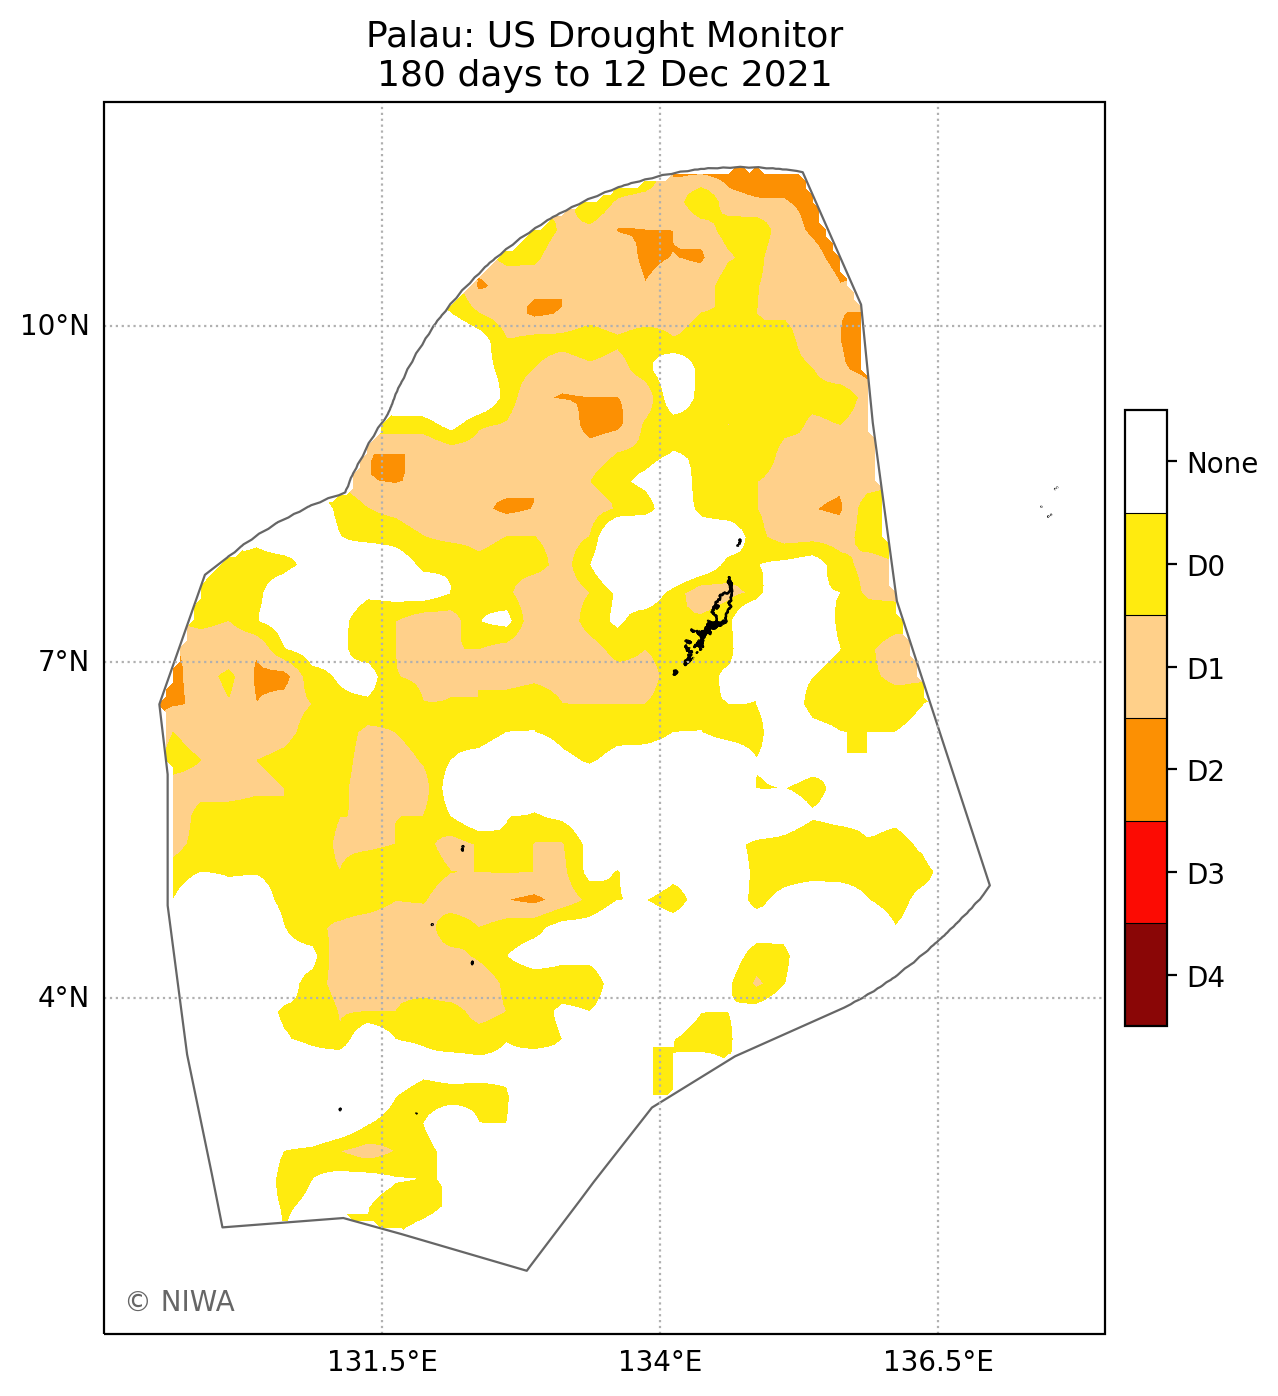 Palau: US Drought Monitor
180 days to 12 Dec 2021
10°N
7°N
4°N
131.5°E
134°E
136.5°E
None
D0
D1
D2
D3
D4
© NIWA